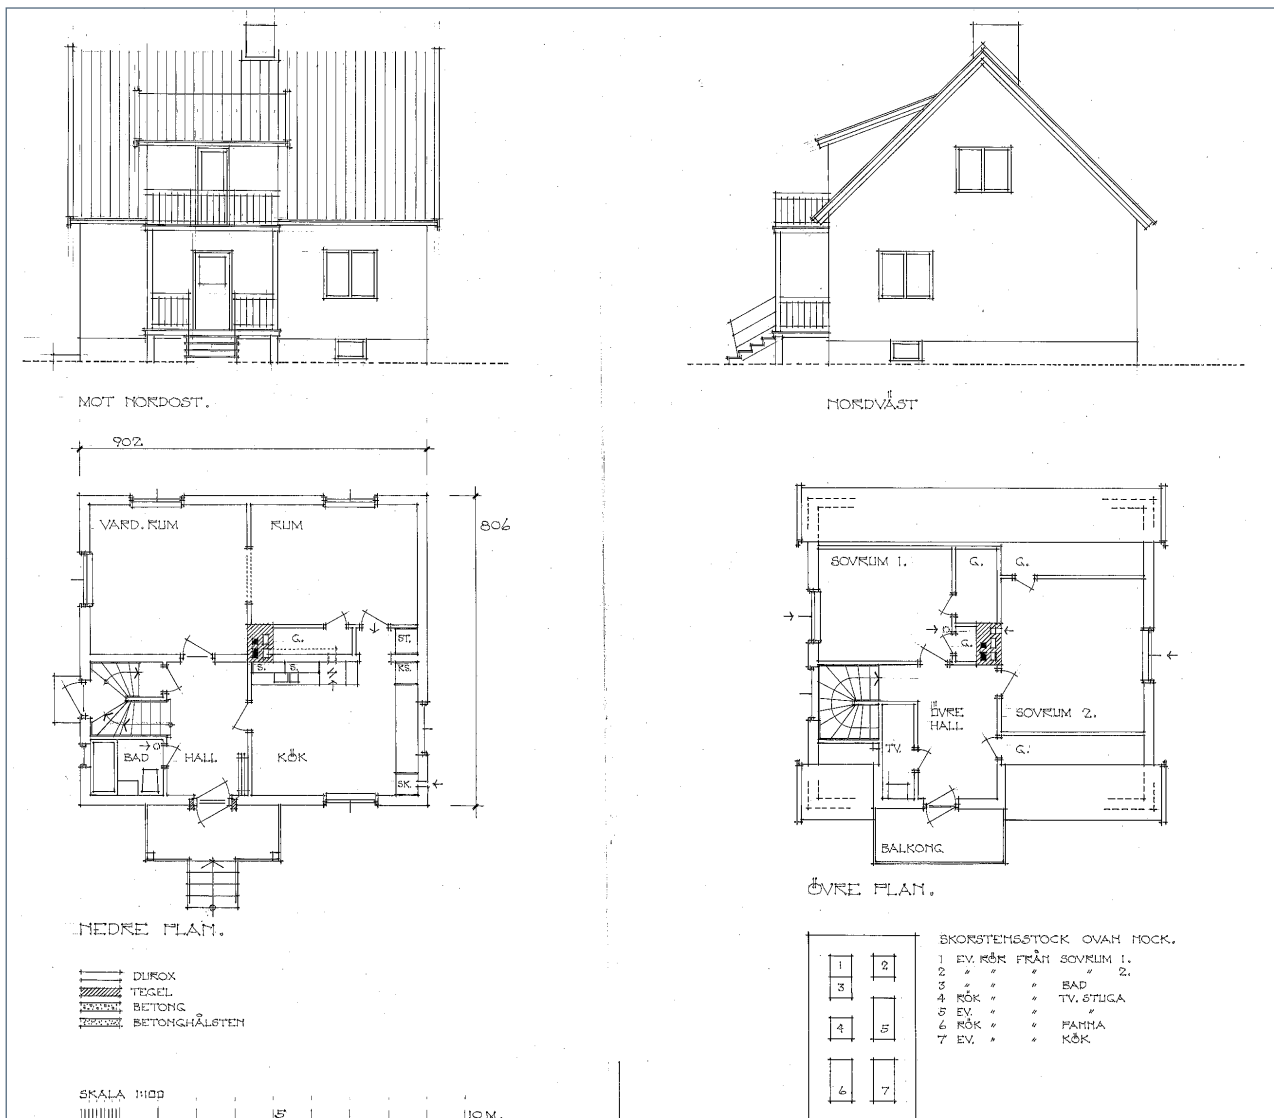 MOT NORDOST.
NORDVÄST
902
806
VARD. RUM
RUM
G.
ST.
S.
S.
KS.
BAD
HALL
KÖK
SK.
NEDRE PLAN.
SOVRUM 1.
G.
G.
G.
ÖVRE
HALL
SOVRUM 2.
TV.
G.
BALKONG
ÖVRE PLAN.
DUROX
TEGEL
BETONG
BETONGHÅLSTEN
SKALA 1:100
5
10 M.
1
2
3
4
5
6
7
SKORSTENSSTOCK OVAN NOCK.
1 EV. RÖR FRÅN SOVRUM 1.
2 " " " " 2.
3 " " " BAD
4 RÖK " " TV. STUGA
5 EV. " " "
6 RÖK " " PANNA
7 EV. " " KÖK